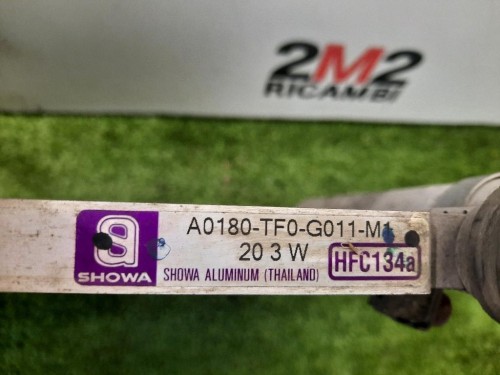 2M2
RICAMBI
A0180-TF0-G011-M1
20 3 W
SHOWA
SHOWA ALUMINUM (THAILAND)
HFC134a